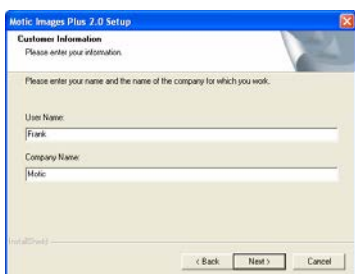 Motic Images Plus 2.0 Setup
Customer Information
Please enter your information.
Please enter your name and the name of the company for which you work.
User Name:
Frank
Company Name:
Motic
InstallShield
< Back Next > Cancel